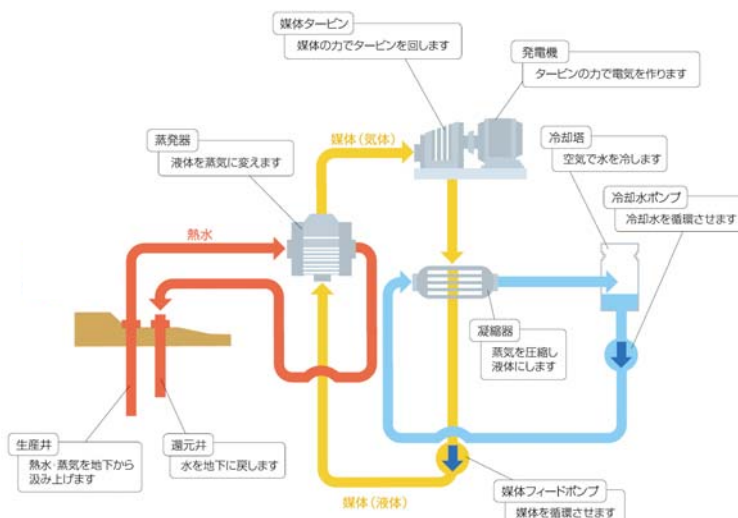 媒体タービン
媒体の力でタービンを回します
発電機
タービンの力で電気を作ります
蒸発器
液体を蒸気に変えます
媒体(気体)
冷却塔
空気で水を冷します
冷却水ポンプ
冷却水を循環させます
熱水
凝縮器
蒸気を圧縮し
液体にします
生産井
熱水・蒸気を地下から
汲み上げます
還元井
水を地下に戻します
媒体(液体)
媒体フィードポンプ
媒体を循環させます